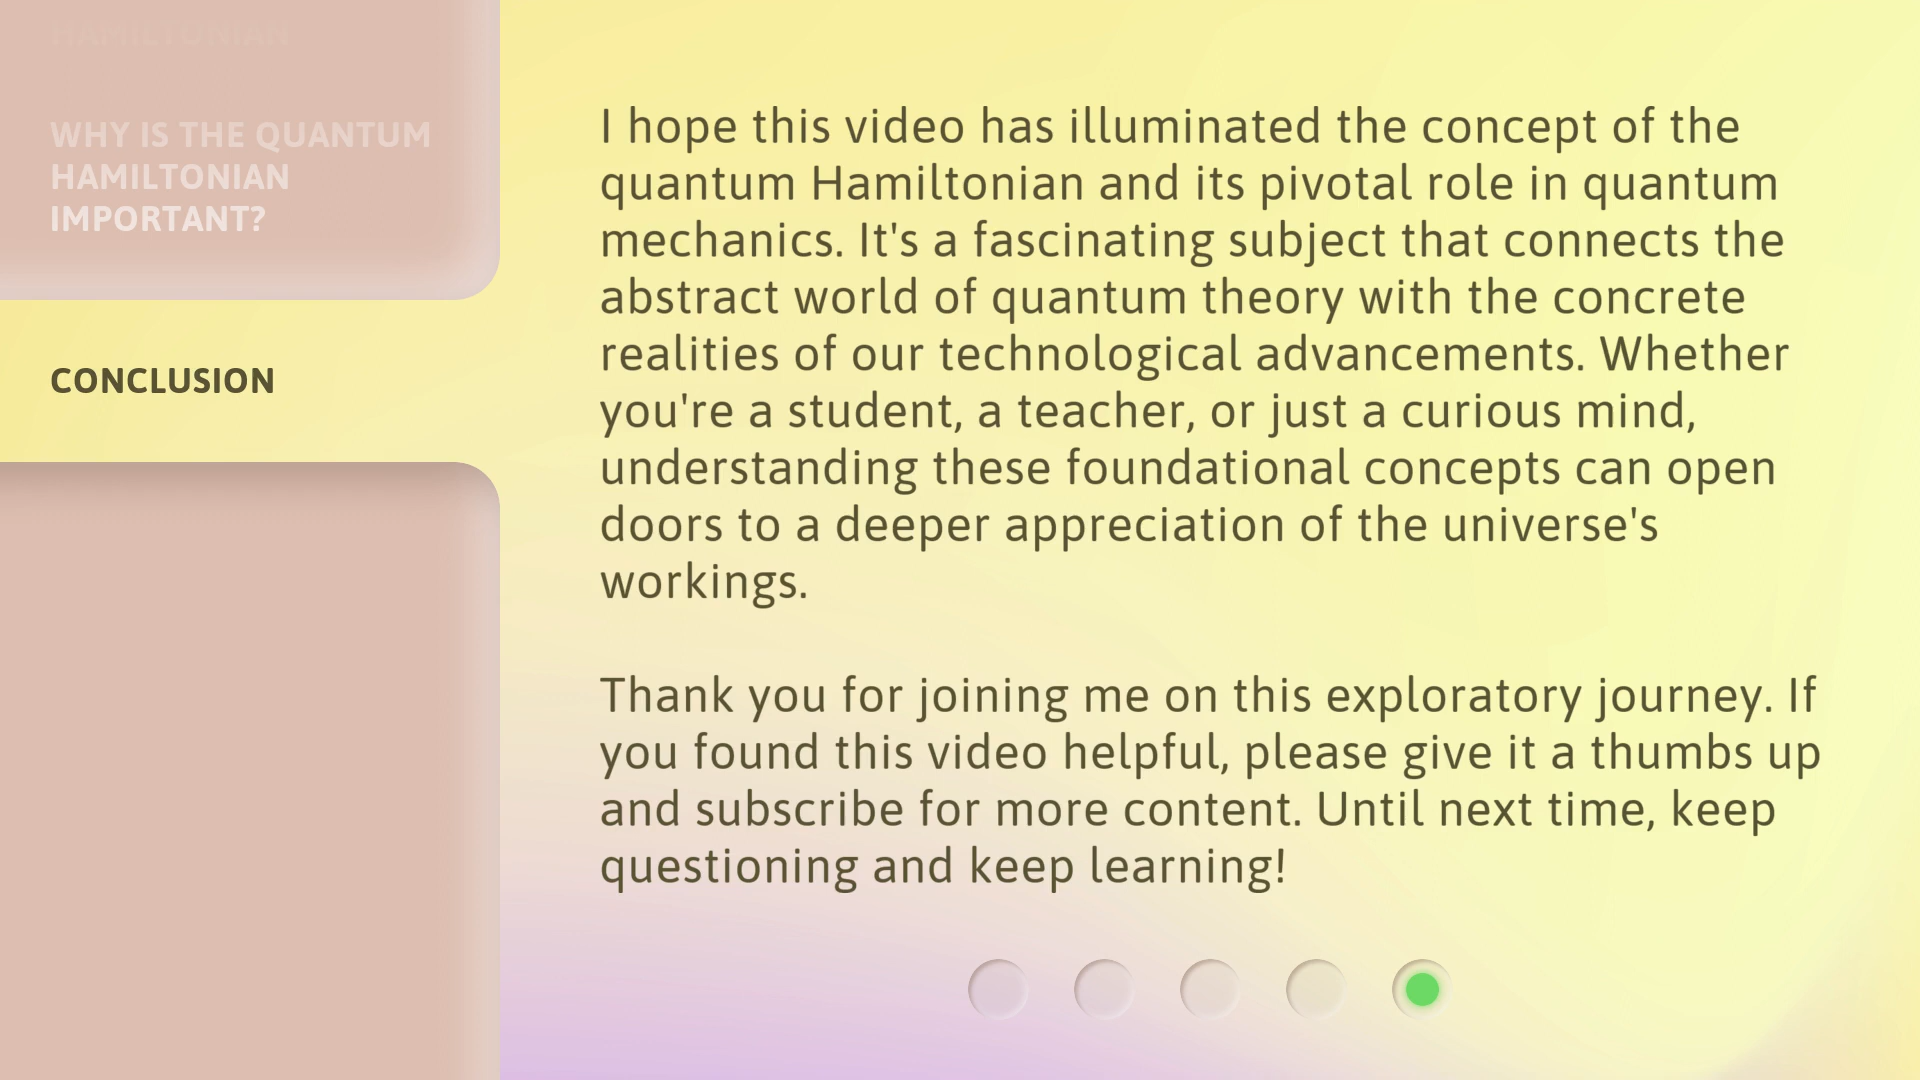 HAMILTONIAN
WHY IS THE QUANTUM
HAMILTONIAN
IMPORTANT?
CONCLUSION
I hope this video has illuminated the concept of the
quantum Hamiltonian and its pivotal role in quantum
mechanics. It's a fascinating subject that connects the
abstract world of quantum theory with the concrete
realities of our technological advancements. Whether
you're a student, a teacher, or just a curious mind,
understanding these foundational concepts can open
doors to a deeper appreciation of the universe's
workings.
Thank you for joining me on this exploratory journey. If
you found this video helpful, please give it a thumbs up
and subscribe for more content. Until next time, keep
questioning and keep learning!